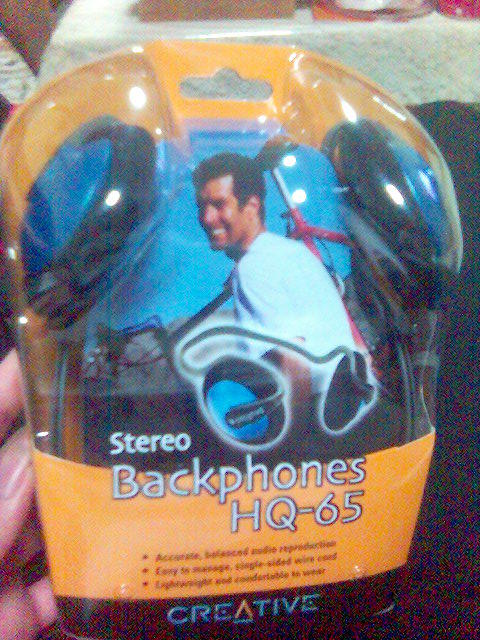 Stereo
Backphones
HQ-65
• Accurate, balanced audio reproduction
• Easy to manage, single-sided wire cord
• Lightweight and comfortable to wear
CREATIVE